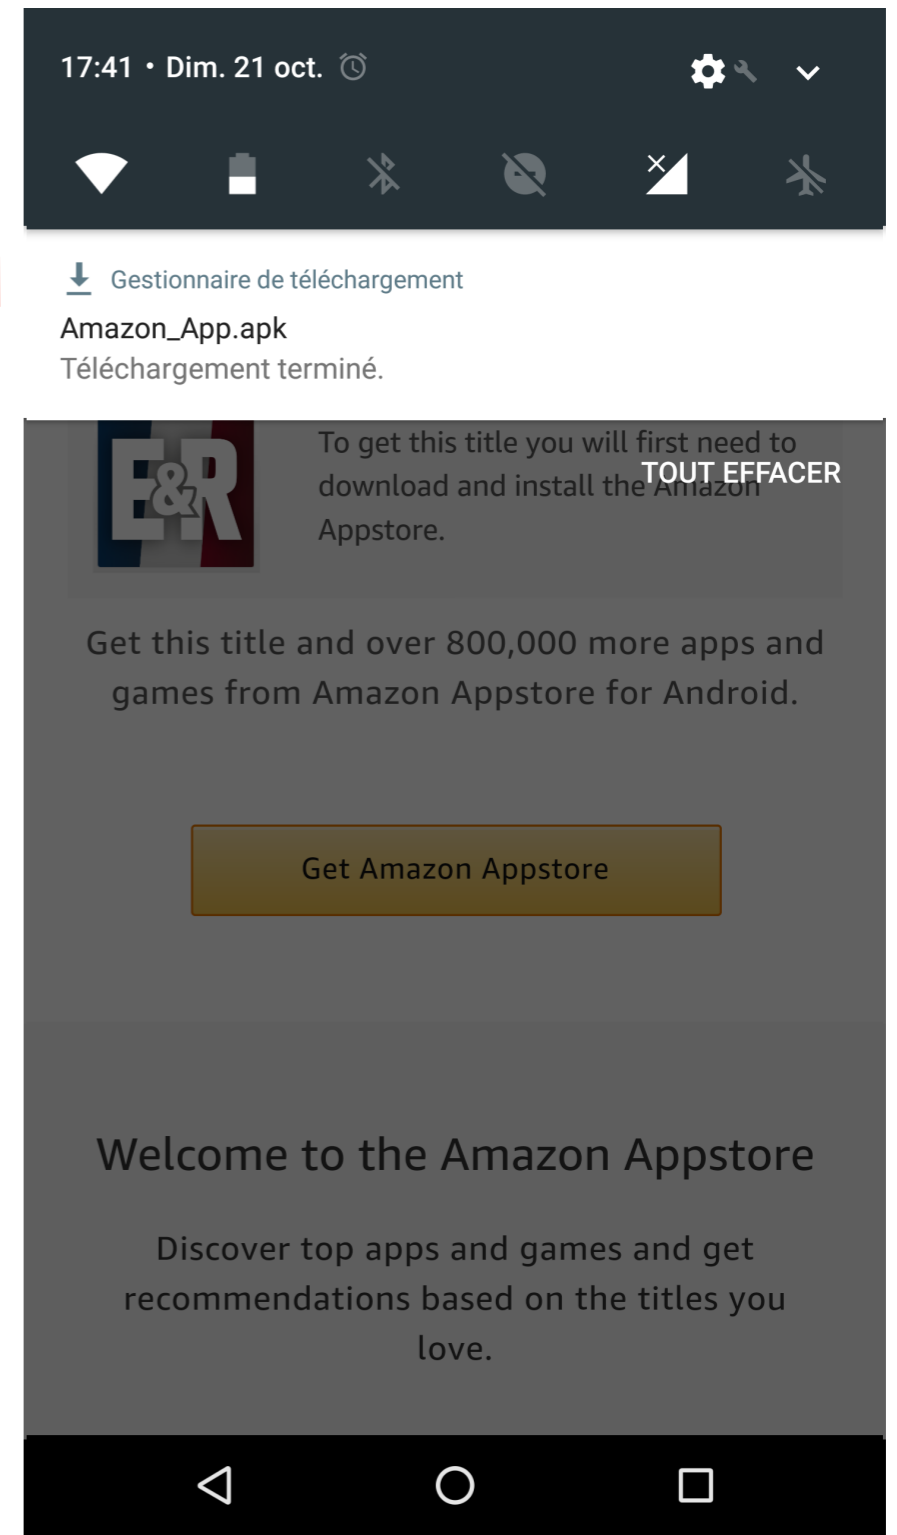 17:41 • Dim. 21 oct.
Gestionnaire de téléchargement
Amazon_App.apk
Téléchargement terminé.
E&R
To get this title you will first need to
download and install the Amazon
Appstore.
TOUT EFFACER
Get this title and over 800,000 more apps and
games from Amazon Appstore for Android.
Get Amazon Appstore
Welcome to the Amazon Appstore
Discover top apps and games and get
recommendations based on the titles you
love.